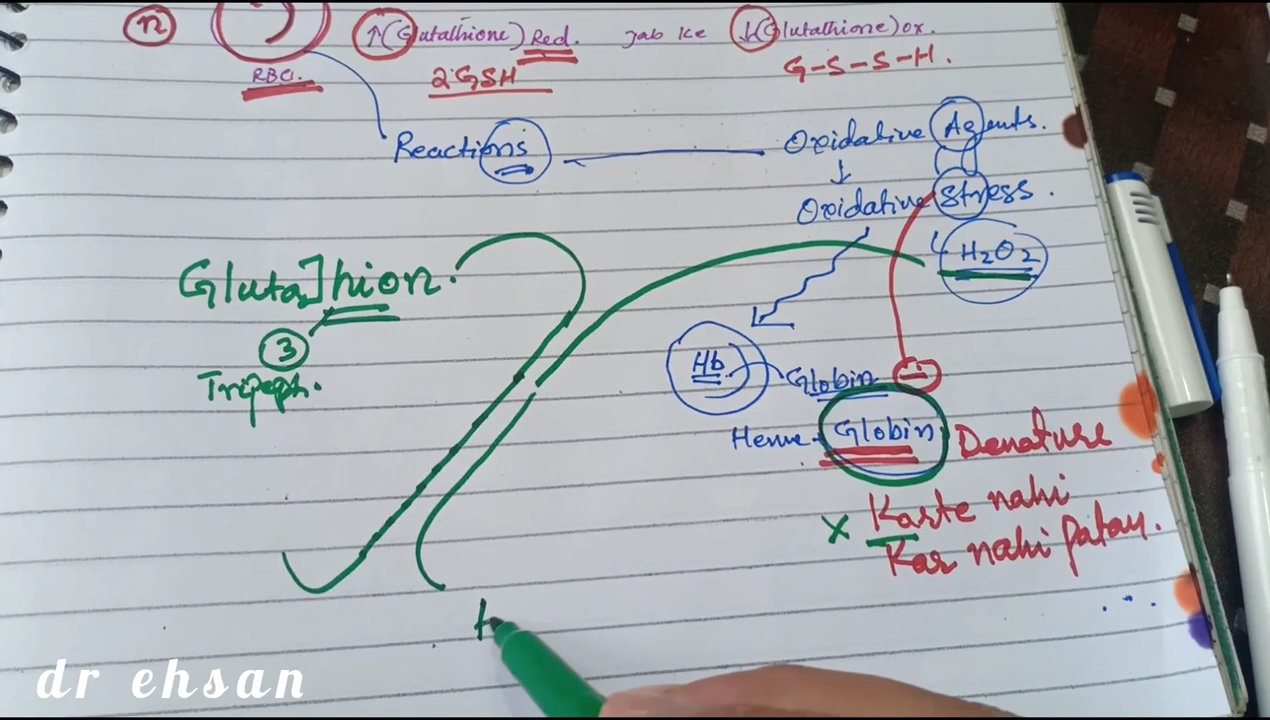 n ↑(Glutathione) Red. jab ke ↓(Glutathione) ox.
RBC. 2GSH G-S-S-H.
Reactions Oxidative Agents.
↓
Oxidative Stress.
H2O2
Glutathion.
3
Tripeph.
Hb Globin -
Heme. Globin Denature
x Karte nahi
Kar nahi patay.
...
dr ehsan